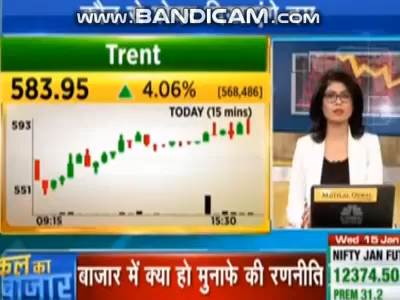 WWW.BANDICAM.COM
Trent
583.95 ▲ 4.06% [568,486]
TODAY (15 mins)
593
551
09:15 15:30
MOTILAL OSWAL
कल का
बाजार
बाजार में क्या हो मुनाफे की रणनीति
Wed 15 Jan
NIFTY JAN FUT
12374.50
PREM 31.2